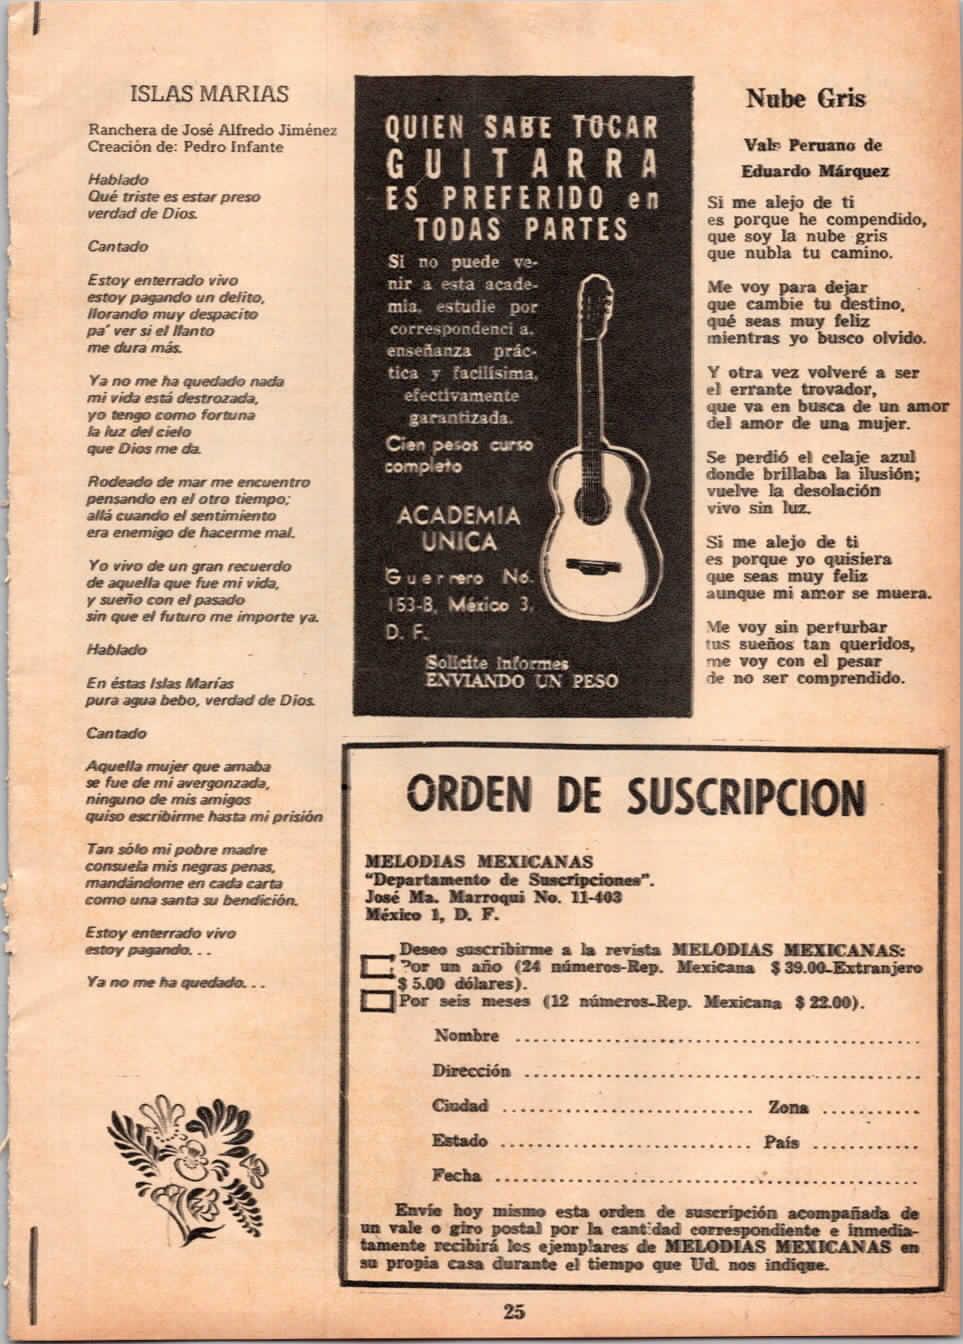 ISLAS MARIAS
Ranchera de José Alfredo Jiménez
Creación de: Pedro Infante
Hablado
Qué triste es estar preso
verdad de Dios.
Cantado
Estoy enterrado vivo
estoy pagando un delito,
llorando muy despacito
pa' ver si el llanto
me dura más.
Ya no me ha quedado nada
mi vida está destrozada,
yo tengo como fortuna
la luz del cielo
que Dios me da.
Rodeado de mar me encuentro
pensando en el otro tiempo;
allá cuando el sentimiento
era enemigo de hacerme mal.
Yo vivo de un gran recuerdo
de aquella que fue mi vida,
y sueño con el pasado
sin que el futuro me importe ya.
Hablado
En éstas Islas Marías
pura agua bebo, verdad de Dios.
Cantado
Aquella mujer que amaba
se fue de mi avergonzada,
ninguno de mis amigos
quiso escribirme hasta mi prisión
Tan sólo mi pobre madre
consuela mis negras penas,
mandándome en cada carta
como una santa su bendición.
Estoy enterrado vivo
estoy pagando. . .
Ya no me ha quedado. . .
QUIEN SABE TOCAR
GUITARRA
ES PREFERIDO en
TODAS PARTES
Si no puede ve-
nir a esta acade-
mia, estudie por
correspondenci a,
enseñanza prác-
tica y facilísima,
efectivamente
garantizada.
Cien pesos curso
completo
ACADEMIA
UNICA
Guerrero No.
153-B, México 3,
D. F.
Solicite informes
ENVIANDO UN PESO
Nube Gris
Vals Peruano de
Eduardo Márquez
Si me alejo de ti
es porque he compendido,
que soy la nube gris
que nubla tu camino.
Me voy para dejar
que cambie tu destino,
qué seas muy feliz
mientras yo busco olvido.
Y otra vez volveré a ser
el errante trovador,
que va en busca de un amor
del amor de una mujer.
Se perdió el celaje azul
donde brillaba la ilusión;
vuelve la desolación
vivo sin luz.
Si me alejo de ti
es porque yo quisiera
que seas muy feliz
aunque mi amor se muera.
Me voy sin perturbar
tus sueños tan queridos,
me voy con el pesar
de no ser comprendido.
ORDEN DE SUSCRIPCION
MELODIAS MEXICANAS
"Departamento de Suscripciones".
José Ma. Marroqui No. 11-403
México 1, D. F.
Deseo suscribirme a la revista MELODIAS MEXICANAS:
Por un año (24 números-Rep. Mexicana $ 39.00-Extranjero
$ 5.00 dólares).
Por seis meses (12 números-Rep. Mexicana $ 22.00).
Nombre ..........................................
Dirección ........................................
Ciudad .......................... Zona ..........
Estado .......................... País ...........
Fecha ...........................................
Envíe hoy mismo esta orden de suscripción acompañada de
un vale o giro postal por la cantidad correspondiente e inmedia-
tamente recibirá los ejemplares de MELODIAS MEXICANAS en
su propia casa durante el tiempo que Ud. nos indique.
25